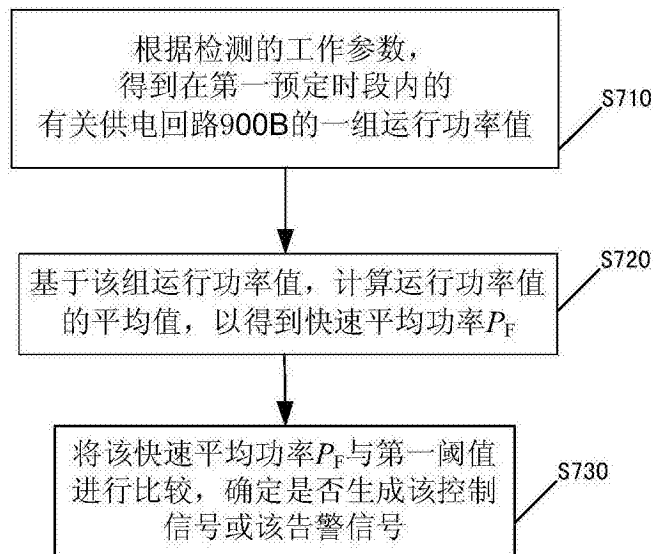 根据检测的工作参数，
得到在第一预定时段内的
有关供电回路900B的一组运行功率值
S710
基于该组运行功率值，计算运行功率值
的平均值，以得到快速平均功率PF
S720
将该快速平均功率PF与第一阈值
进行比较，确定是否生成该控制
信号或该告警信号
S730